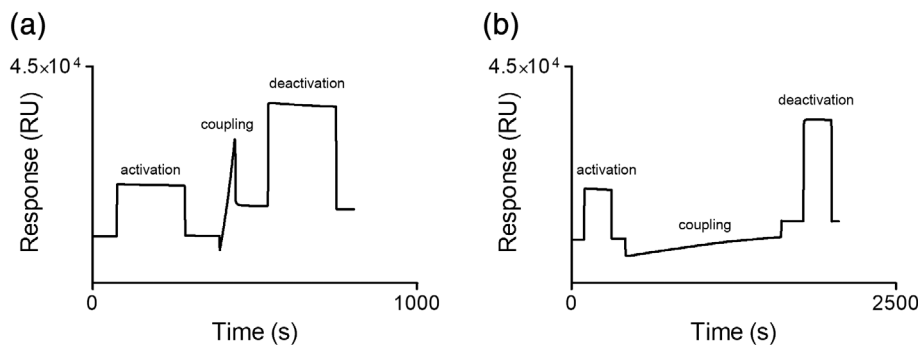 (a)
4.5×10⁴
Response (RU)
activation
coupling
deactivation
0
1000
Time (s)
(b)
4.5×10⁴
Response (RU)
activation
coupling
deactivation
0
2500
Time (s)